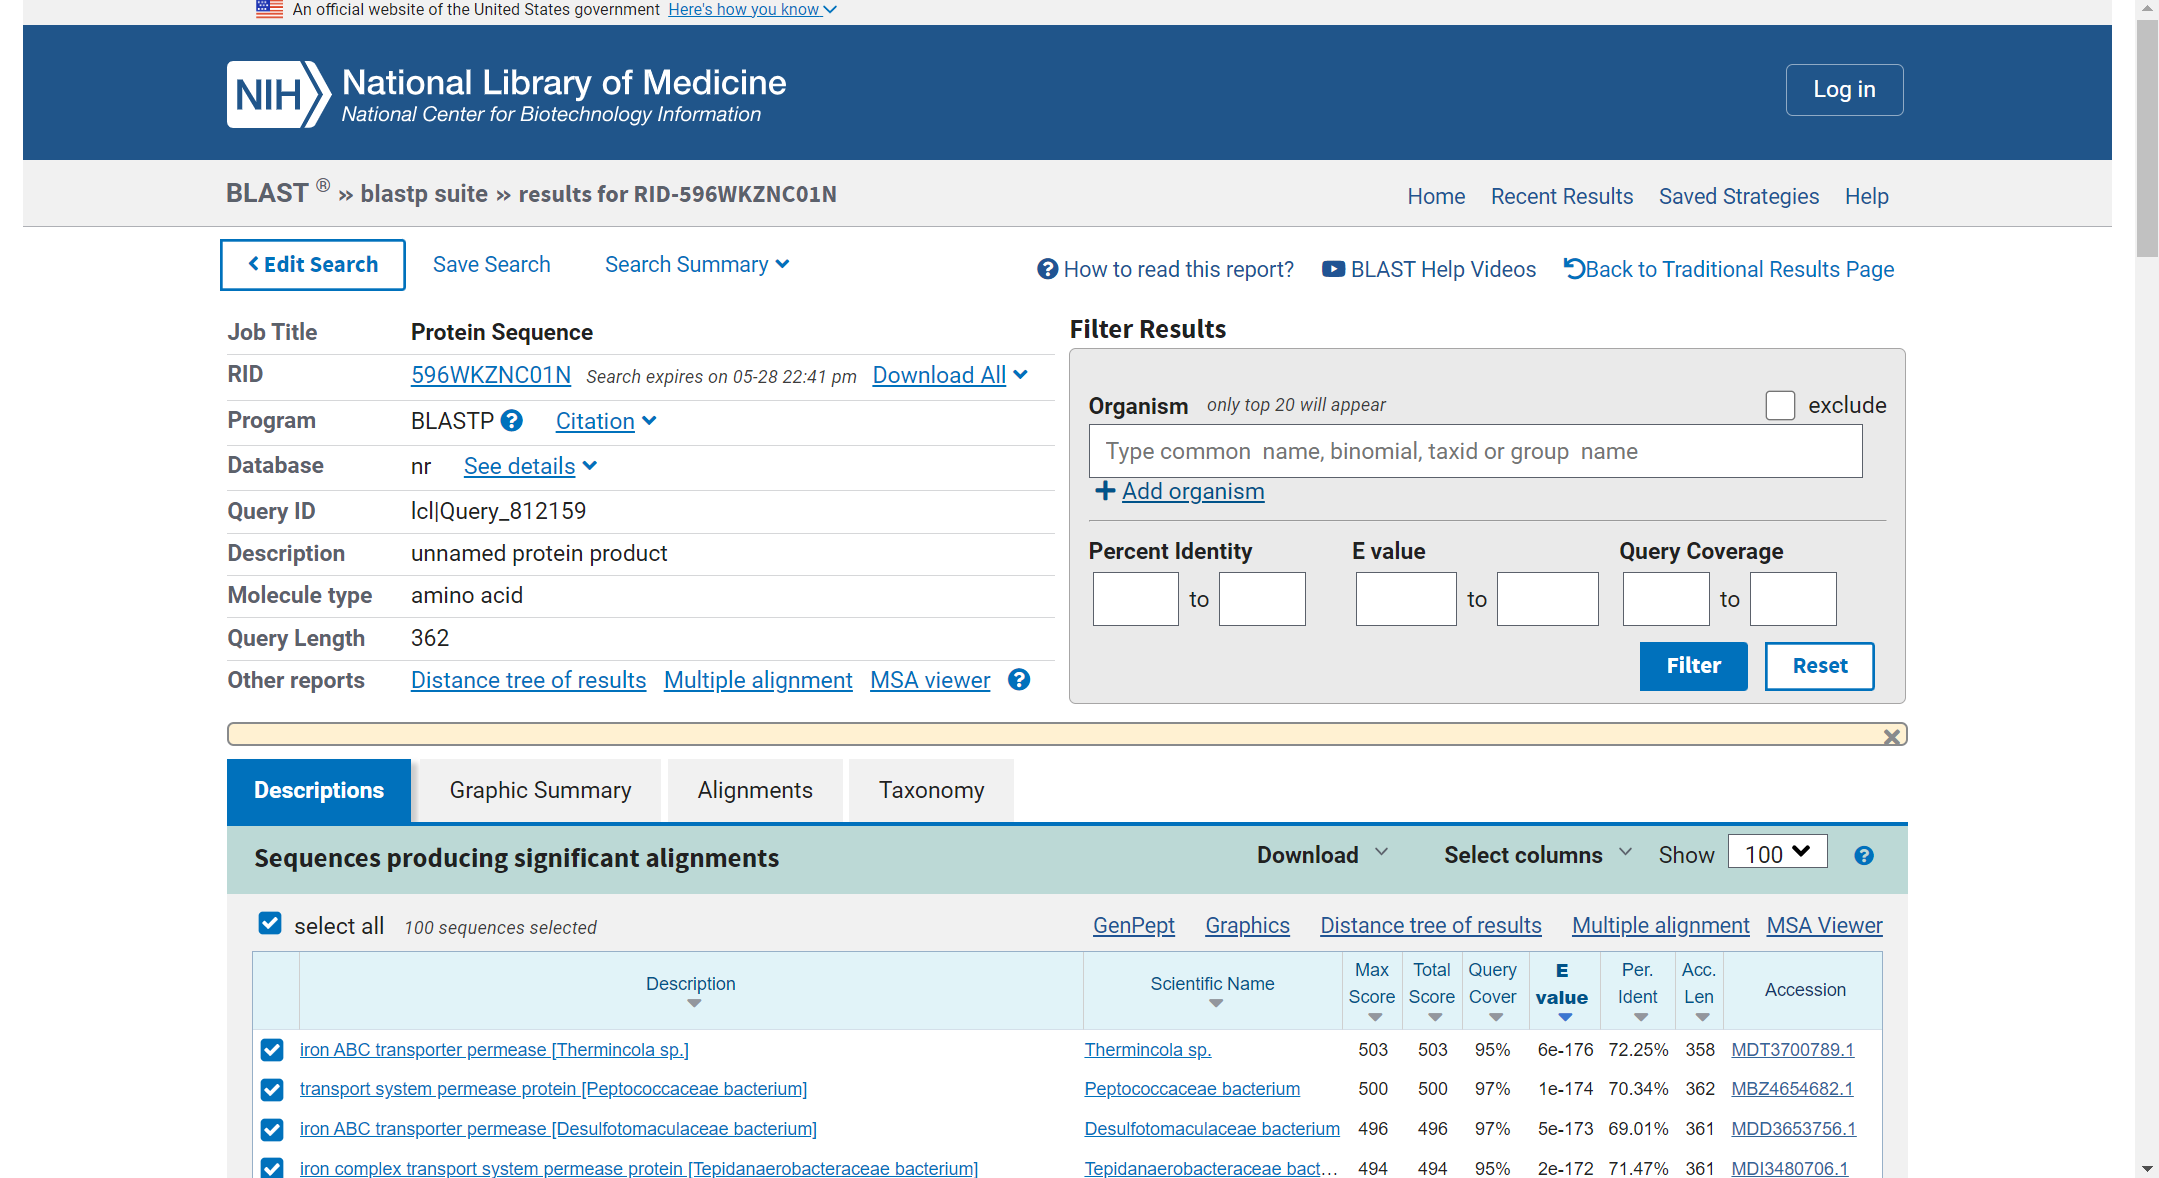 An official website of the United States government Here's how you know
NIH National Library of Medicine
National Center for Biotechnology Information
Log in
BLAST ® » blastp suite » results for RID-596WKZNC01N
Home Recent Results Saved Strategies Help
Edit Search Save Search Search Summary
How to read this report? BLAST Help Videos Back to Traditional Results Page
Job Title Protein Sequence
RID 596WKZNC01N Search expires on 05-28 22:41 pm Download All
Program BLASTP Citation
Database nr See details
Query ID lcl|Query_812159
Description unnamed protein product
Molecule type amino acid
Query Length 362
Other reports Distance tree of results Multiple alignment MSA viewer
Filter Results
Organism only top 20 will appear exclude
Type common name, binomial, taxid or group name
Add organism
Percent Identity E value Query Coverage
to to to
Filter Reset
Descriptions Graphic Summary Alignments Taxonomy
Sequences producing significant alignments Download Select columns Show 100
select all 100 sequences selected GenPept Graphics Distance tree of results Multiple alignment MSA Viewer
Description Scientific Name Max Score Total Score Query Cover E value Per. Ident Acc. Len Accession
iron ABC transporter permease [Thermincola sp.] Thermincola sp. 503 503 95% 6e-176 72.25% 358 MDT3700789.1
transport system permease protein [Peptococcaceae bacterium] Peptococcaceae bacterium 500 500 97% 1e-174 70.34% 362 MBZ4654682.1
iron ABC transporter permease [Desulfotomaculaceae bacterium] Desulfotomaculaceae bacterium 496 496 97% 5e-173 69.01% 361 MDD3653756.1
iron complex transport system permease protein [Tepidanaerobacteraceae bacterium] Tepidanaerobacteraceae bact... 494 494 95% 2e-172 71.47% 361 MDI3480706.1